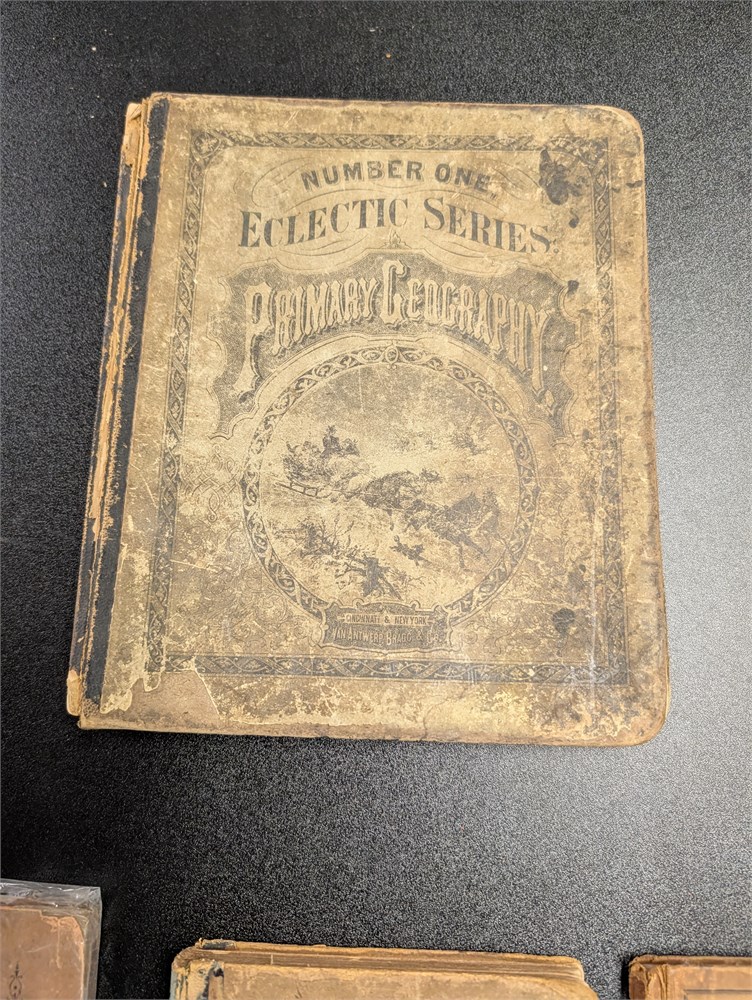 NUMBER ONE,
ECLECTIC SERIES.
PRIMARY GEOGRAPHY.
CINCINNATI & NEW YORK
VAN ANTWERP, BRAGG & CO.